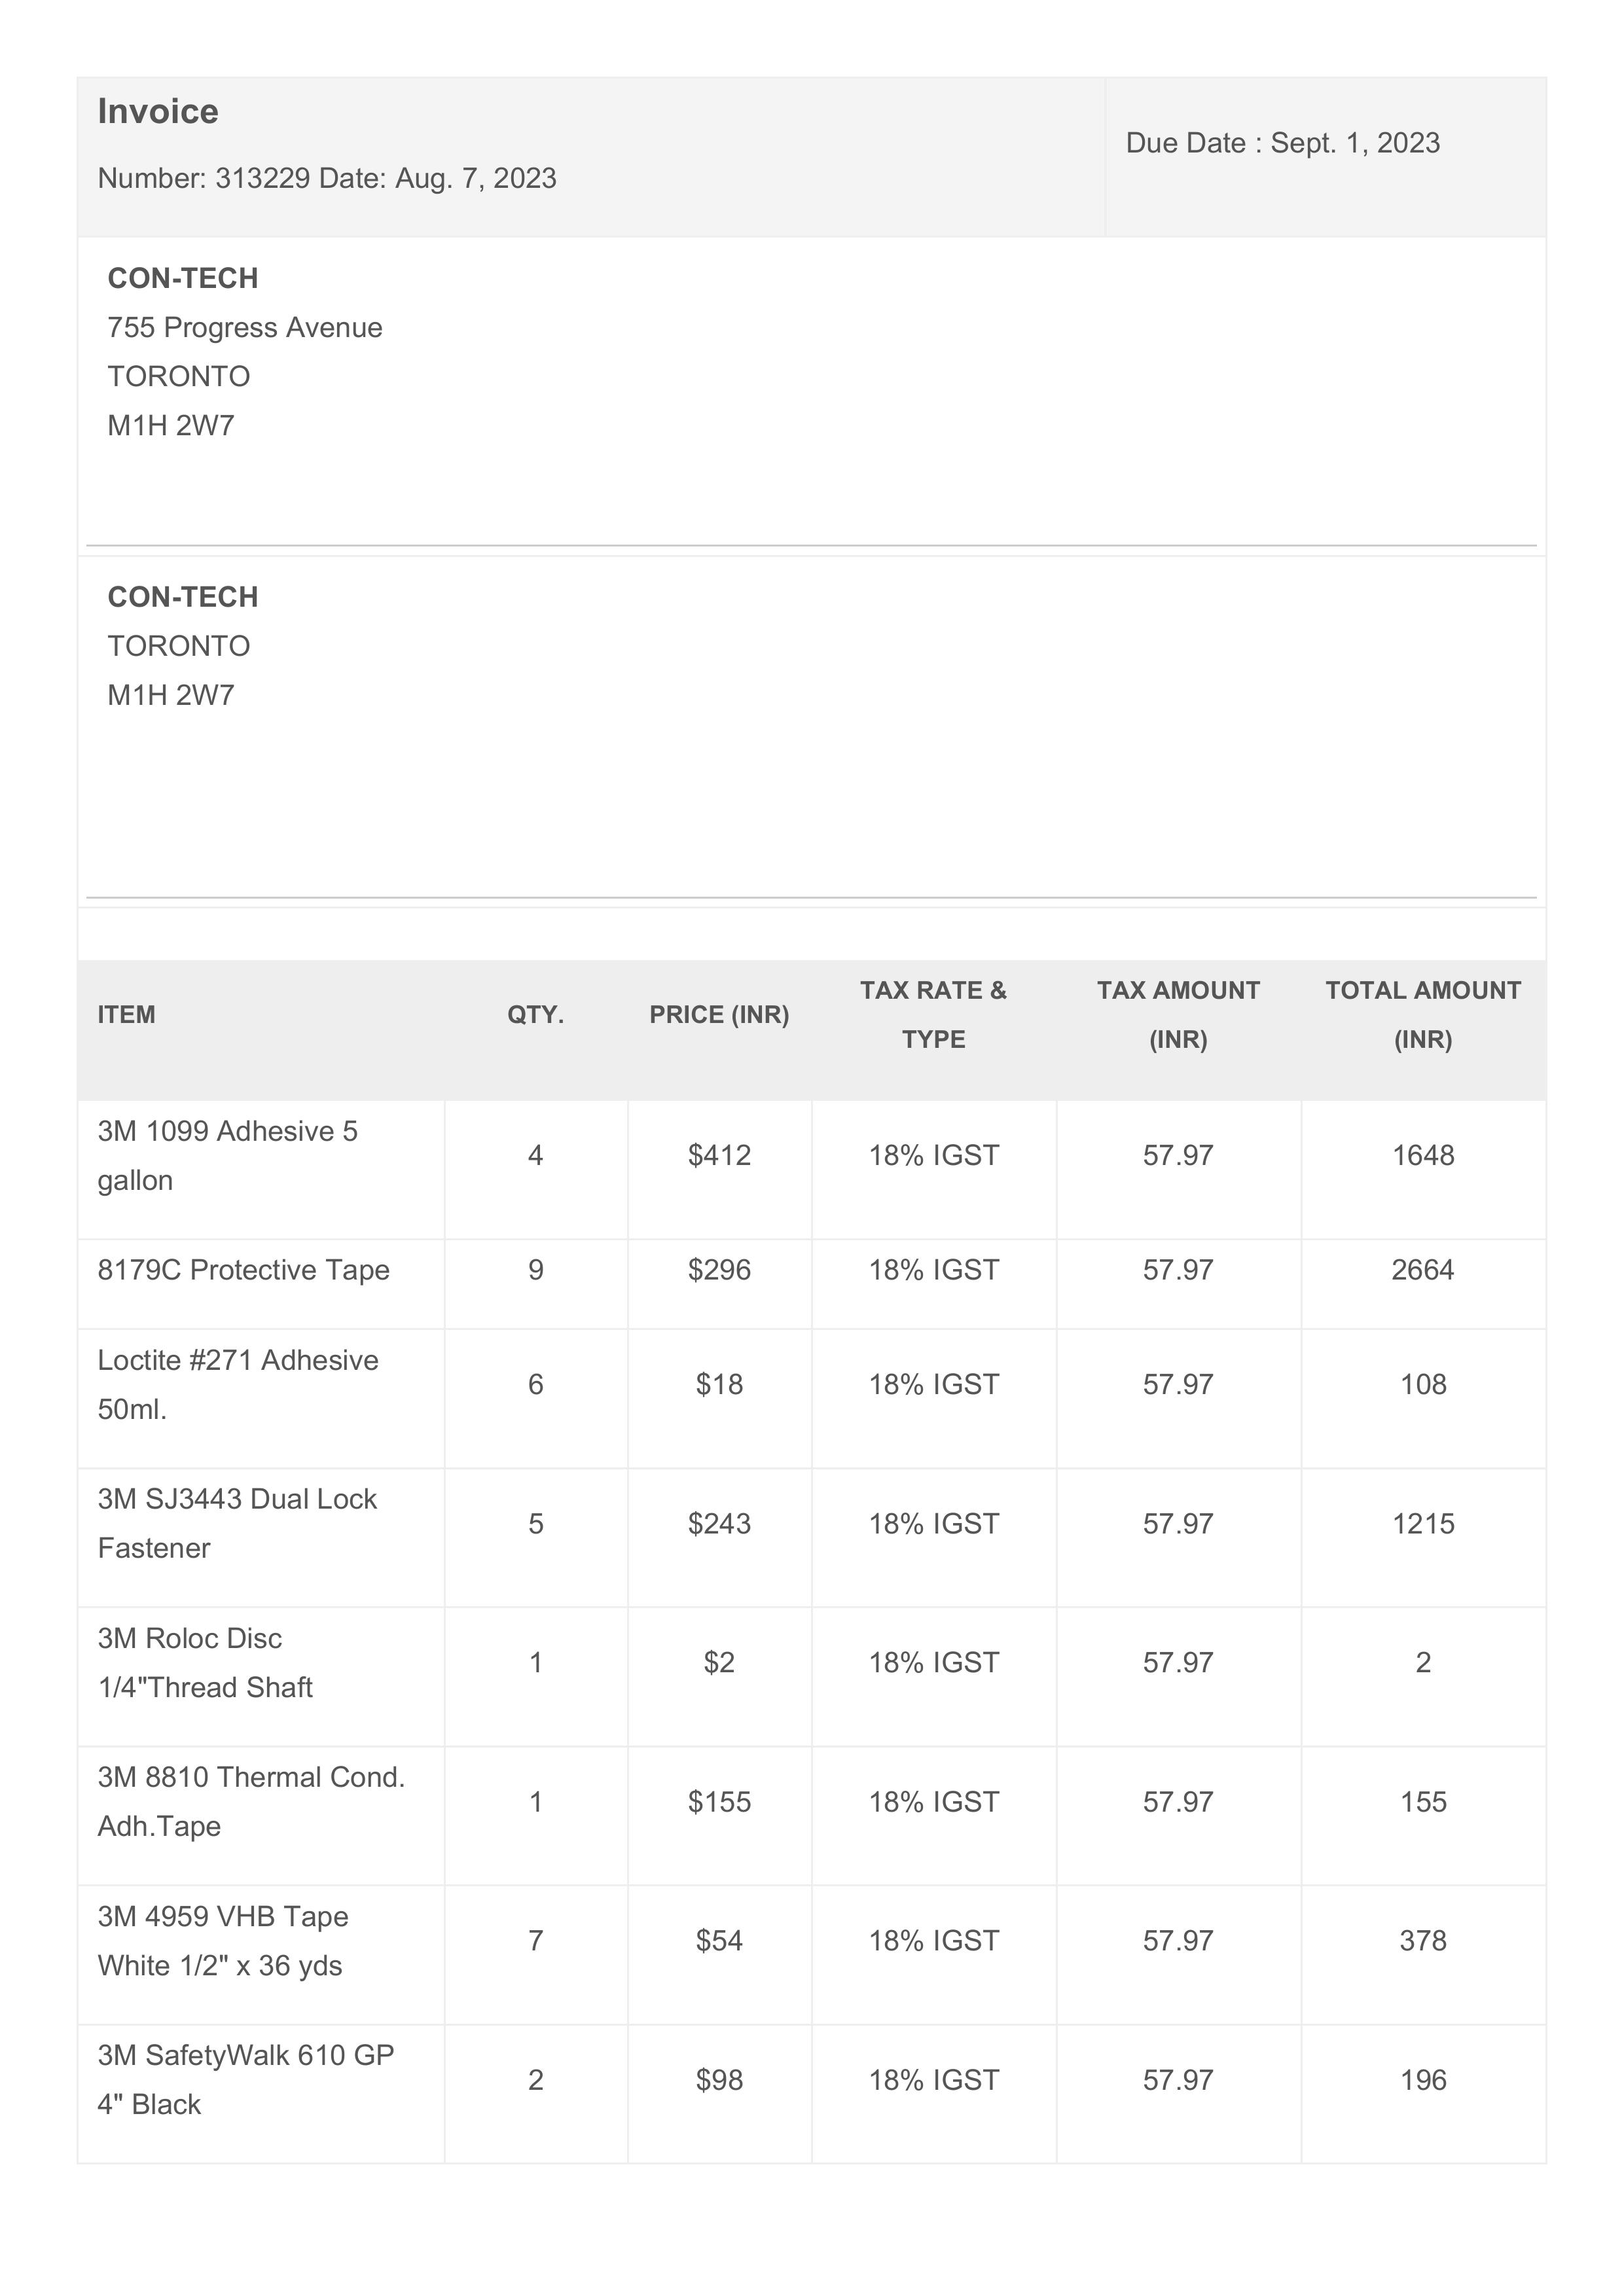 Invoice
Number: 313229 Date: Aug. 7, 2023
Due Date : Sept. 1, 2023
CON-TECH
755 Progress Avenue
TORONTO
M1H 2W7
CON-TECH
TORONTO
M1H 2W7
ITEM QTY. PRICE (INR) TAX RATE & TYPE TAX AMOUNT (INR) TOTAL AMOUNT (INR)
3M 1099 Adhesive 5
gallon
4 $412 18% IGST 57.97 1648
8179C Protective Tape 9 $296 18% IGST 57.97 2664
Loctite #271 Adhesive
50ml.
6 $18 18% IGST 57.97 108
3M SJ3443 Dual Lock
Fastener
5 $243 18% IGST 57.97 1215
3M Roloc Disc
1/4"Thread Shaft
1 $2 18% IGST 57.97 2
3M 8810 Thermal Cond.
Adh.Tape
1 $155 18% IGST 57.97 155
3M 4959 VHB Tape
White 1/2" x 36 yds
7 $54 18% IGST 57.97 378
3M SafetyWalk 610 GP
4" Black
2 $98 18% IGST 57.97 196